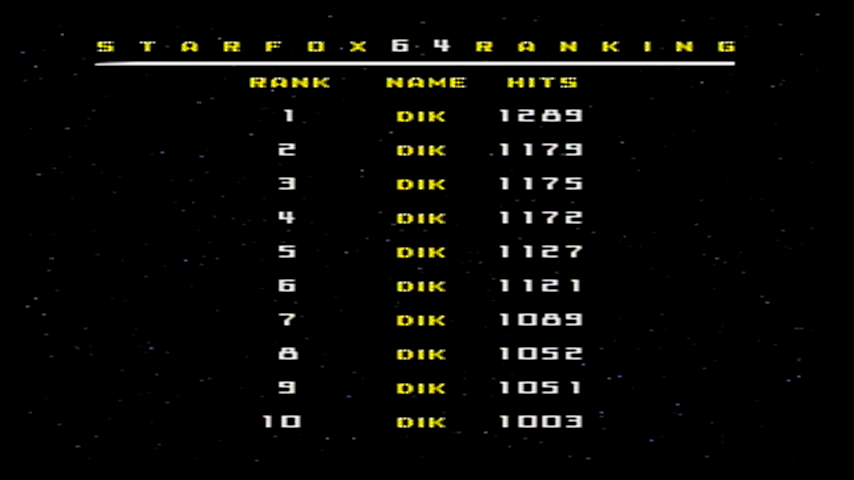 STARFOX64RANKING
RANK NAME HITS
1 DIK 1289
2 DIK 1179
3 DIK 1175
4 DIK 1172
5 DIK 1127
6 DIK 1121
7 DIK 1089
8 DIK 1052
9 DIK 1051
10 DIK 1003